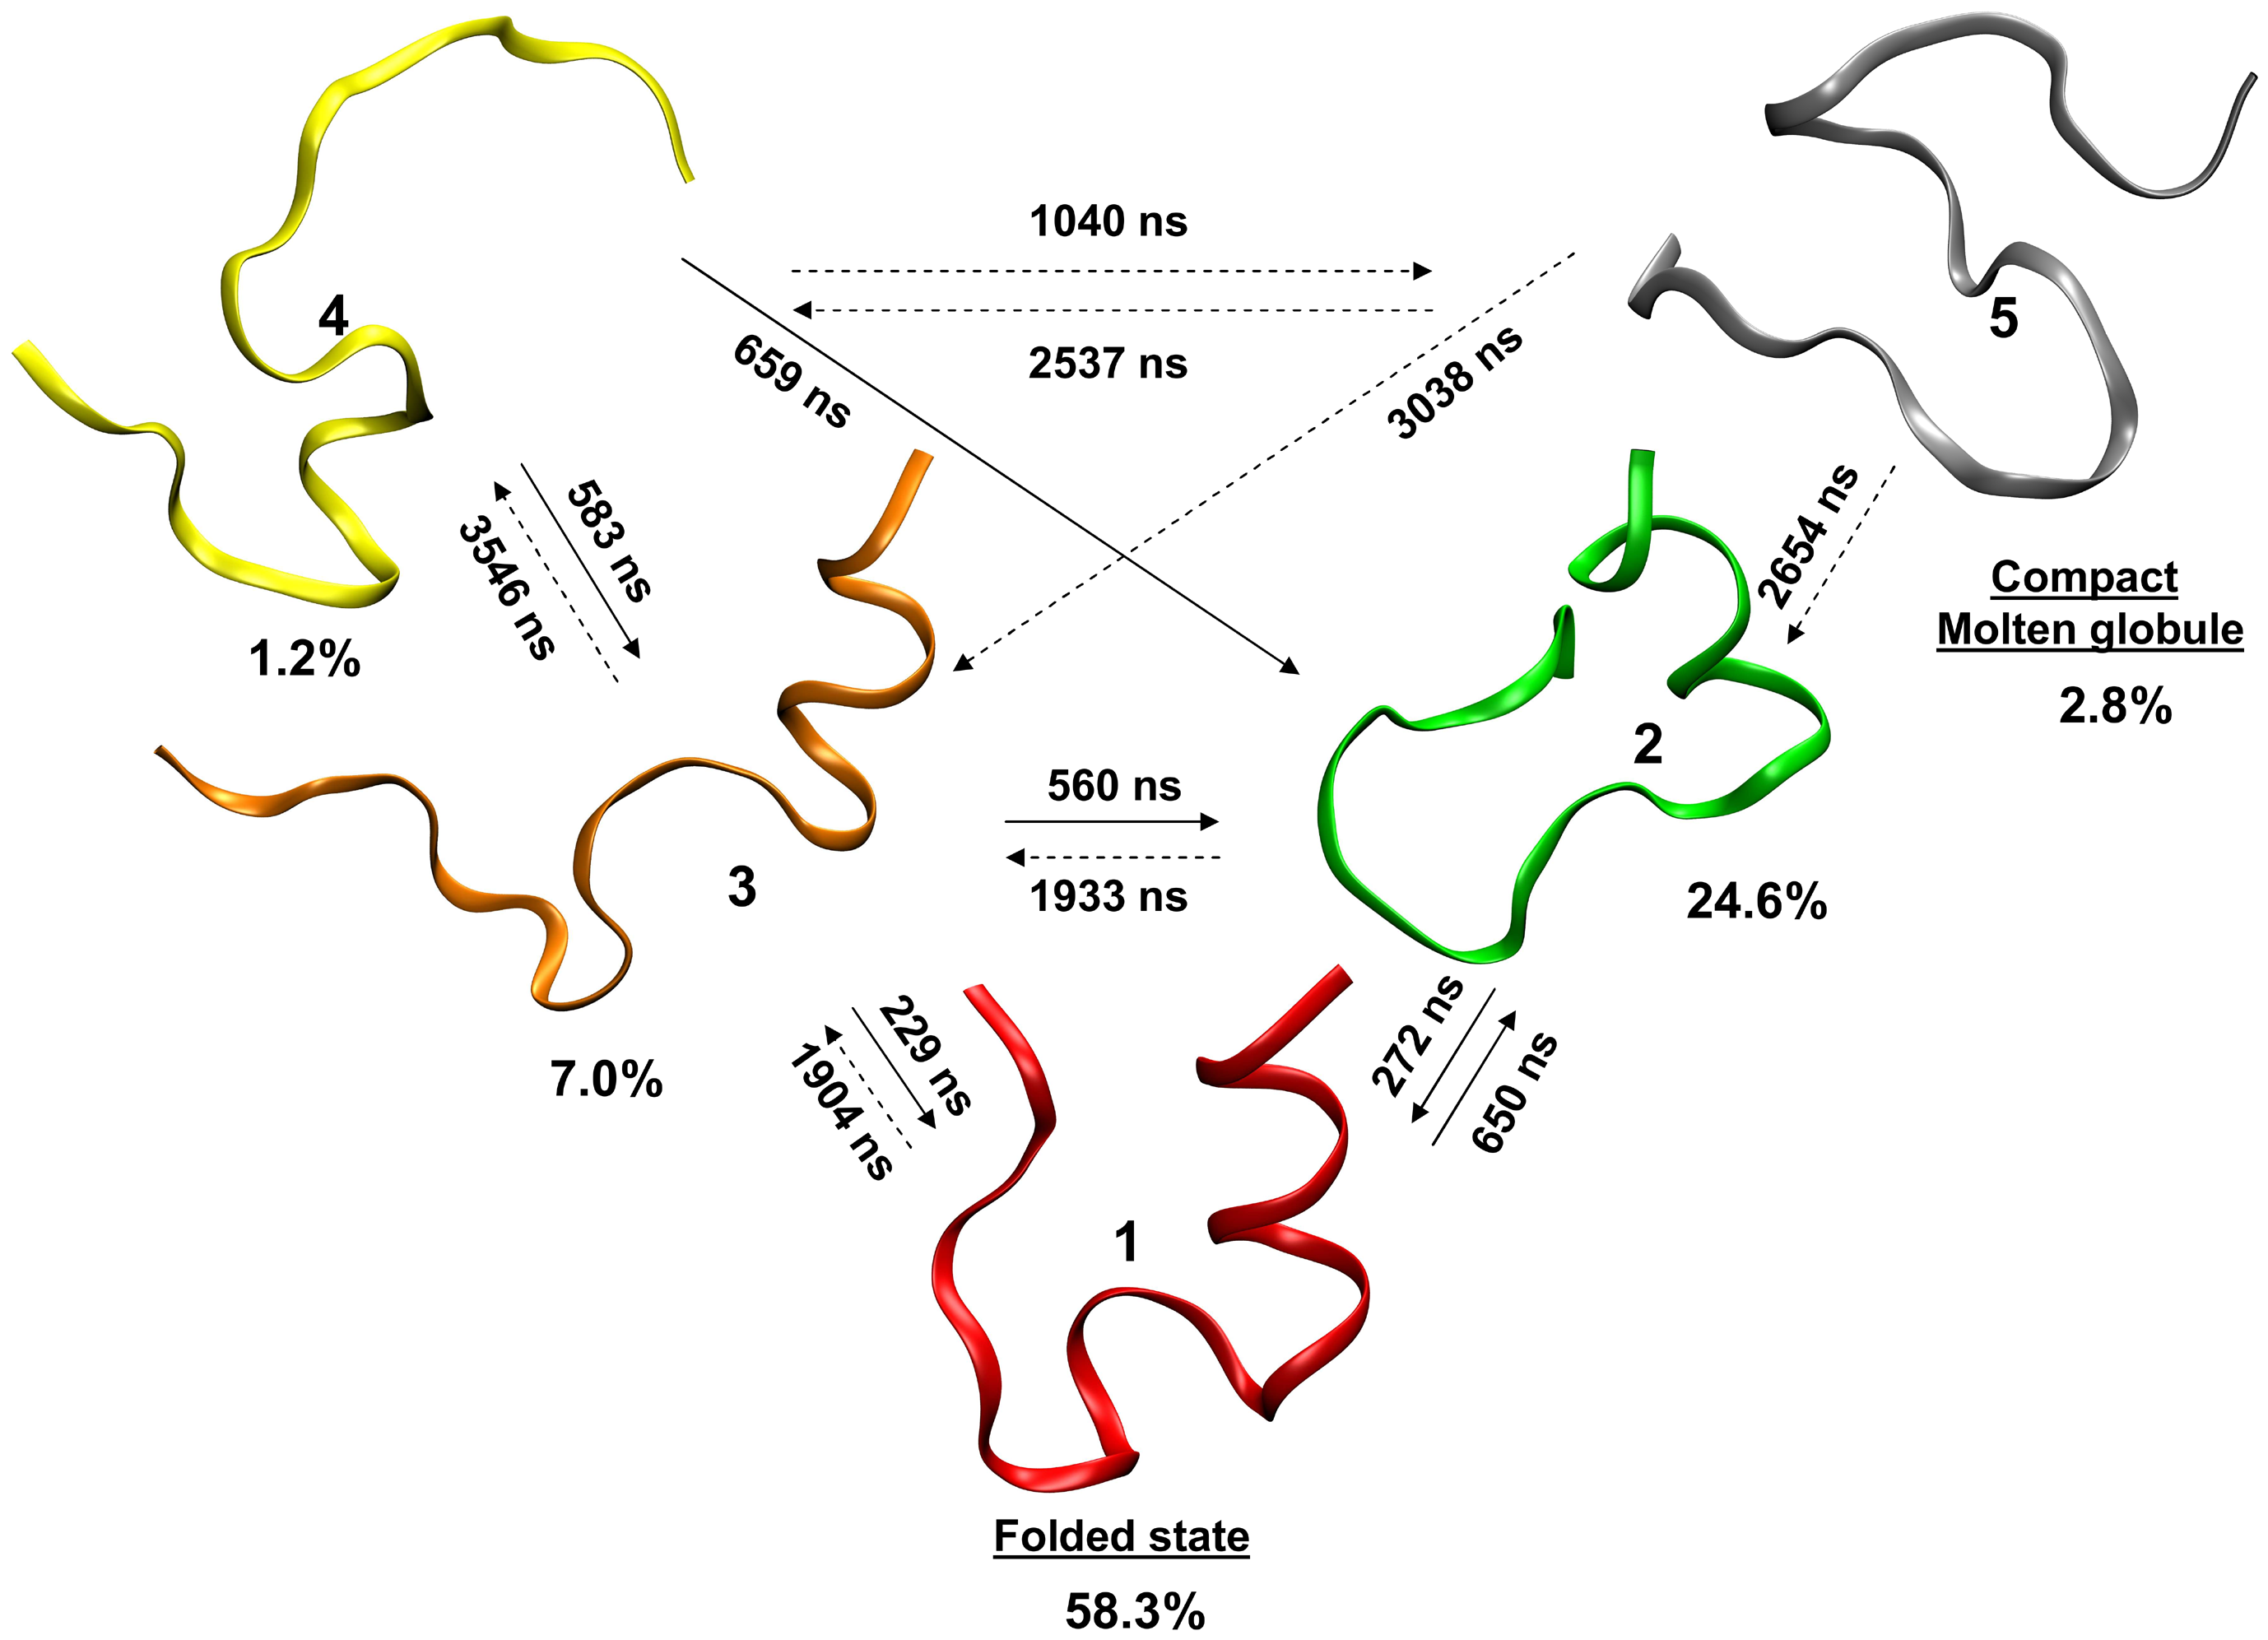 1040 ns
4
5
659 ns
2537 ns
3038 ns
583 ns
3546 ns
2654 ns
Compact
Molten globule
1.2%
2.8%
2
560 ns
3
1933 ns
24.6%
7.0%
229 ns
1904 ns
272 ns
650 ns
1
Folded state
58.3%